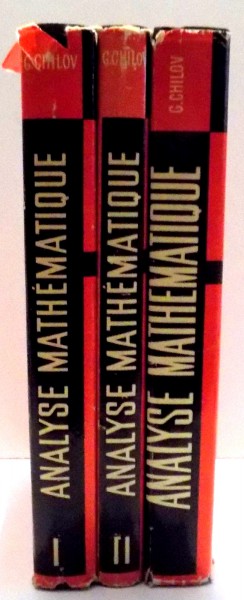 G. CHILOV
ANALYSE MATHÉMATIQUE
I
G. CHILOV
ANALYSE MATHÉMATIQUE
II
G. CHILOV
ANALYSE MATHÉMATIQUE